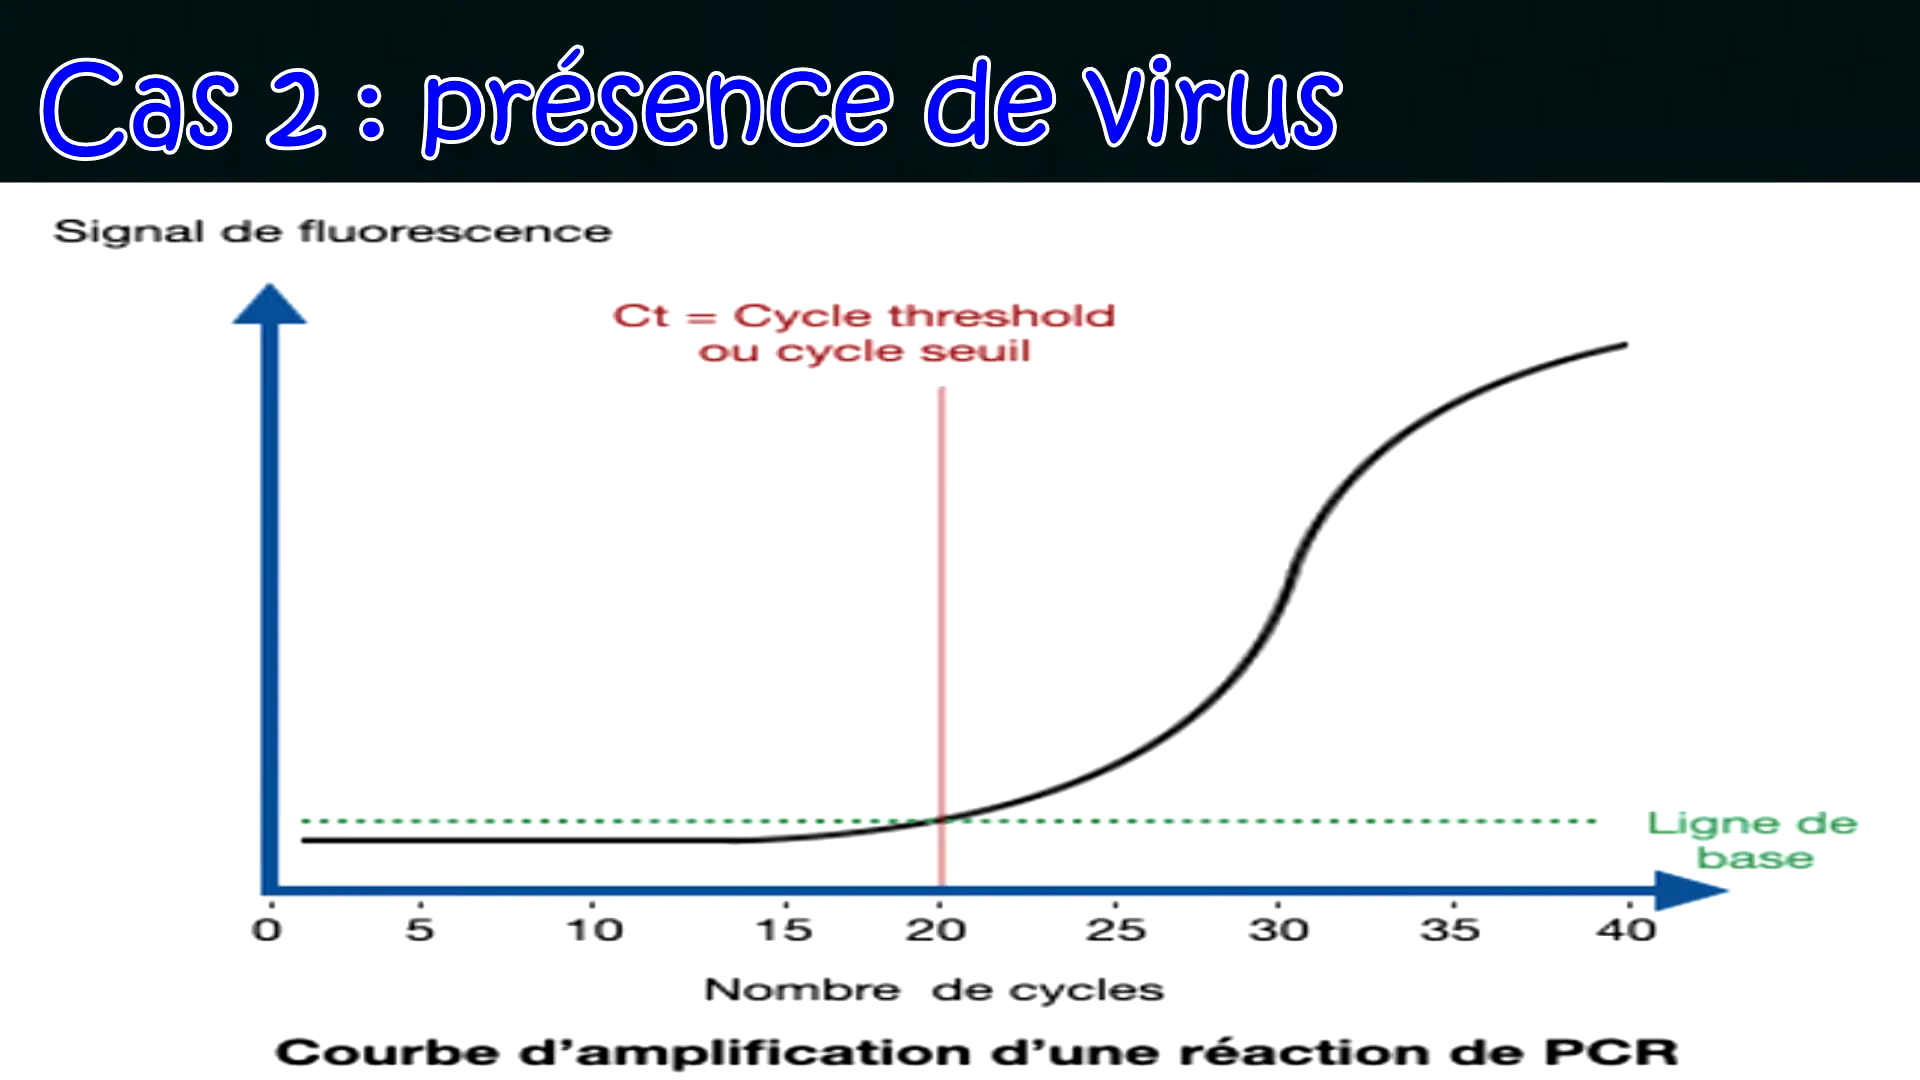 Cas 2 : présence de virus
Signal de fluorescence
Ct = Cycle threshold
ou cycle seuil
Ligne de
base
0 5 10 15 20 25 30 35 40
Nombre de cycles
Courbe d’amplification d’une réaction de PCR